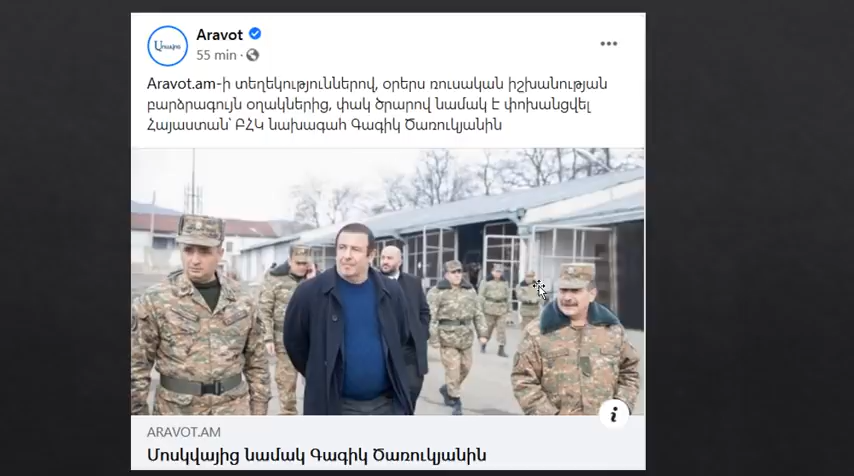 Aravot
55 min ·
Առավոտ
Aravot.am-ի տեղեկություններով, օրերս ռուսական իշխանության
բարձրագույն օղակներից, փակ ծրարով նամակ է փոխանցվել
Հայաստան՝ ԲՀԿ նախագահ Գագիկ Ծառուկյանին
ARAVOT.AM
Մոսկվայից նամակ Գագիկ Ծառուկյանին